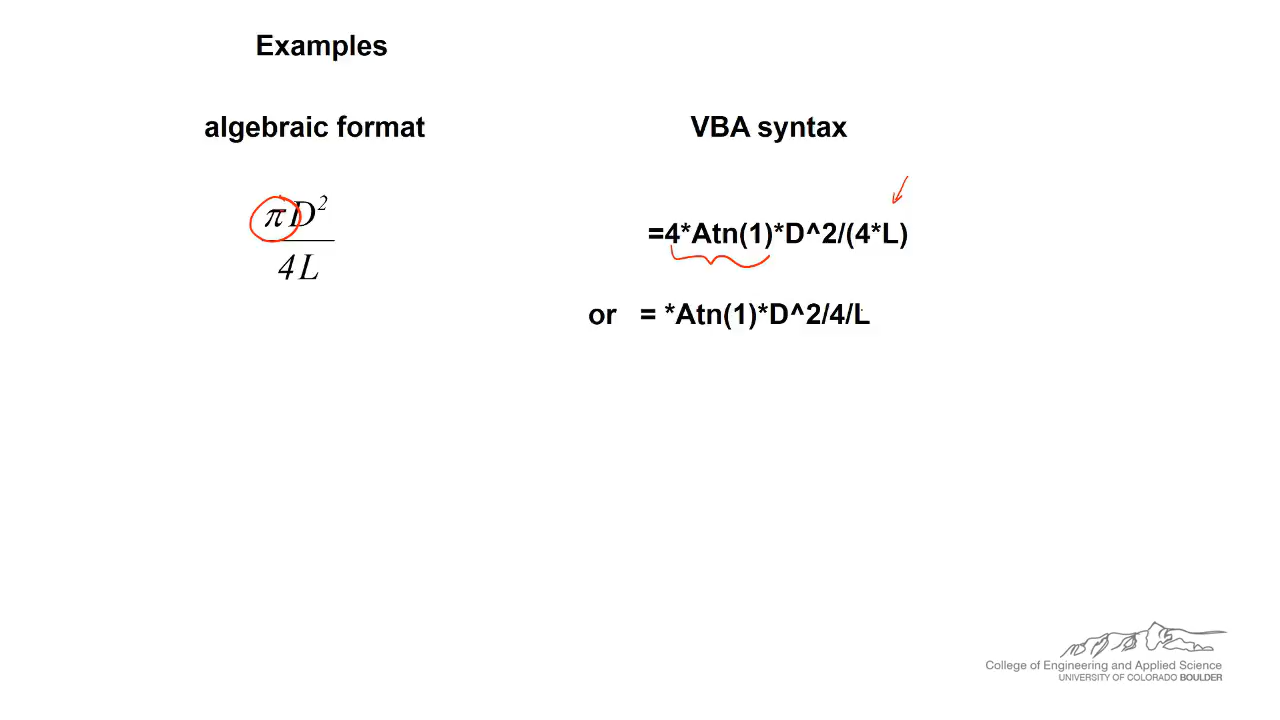 Examples
algebraic format
VBA syntax
πD²
4L
=4*Atn(1)*D^2/(4*L)
or = *Atn(1)*D^2/4/L
College of Engineering and Applied Science
UNIVERSITY OF COLORADO BOULDER